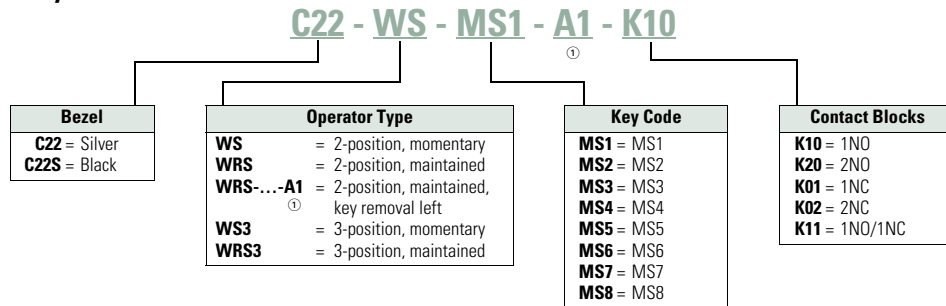 C22 - WS - MS1 - A1 - K10
①
Bezel
C22 = Silver
C22S = Black
Operator Type
WS = 2-position, momentary
WRS = 2-position, maintained
WRS-...-A1 = 2-position, maintained,
① key removal left
WS3 = 3-position, momentary
WRS3 = 3-position, maintained
Key Code
MS1 = MS1
MS2 = MS2
MS3 = MS3
MS4 = MS4
MS5 = MS5
MS6 = MS6
MS7 = MS7
MS8 = MS8
Contact Blocks
K10 = 1NO
K20 = 2NO
K01 = 1NC
K02 = 2NC
K11 = 1NO/1NC